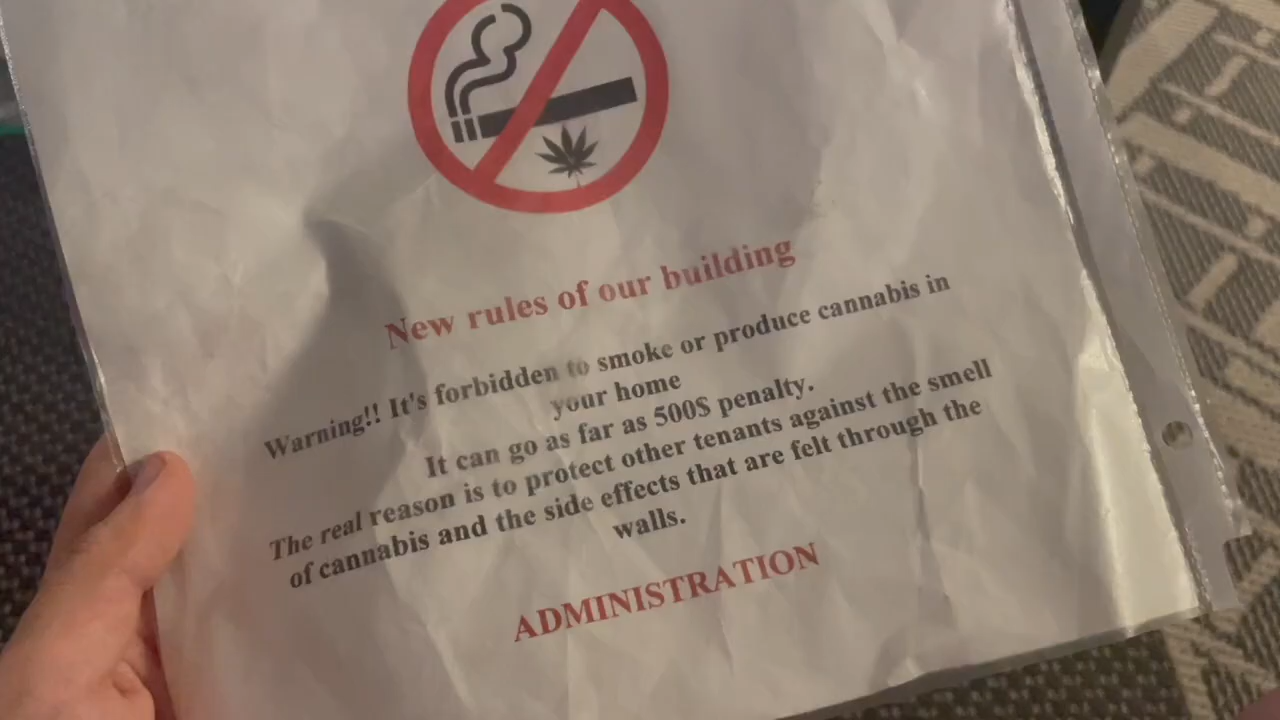 New rules of our building
Warning!! It's forbidden to smoke or produce cannabis in
your home
It can go as far as 500$ penalty.
The real reason is to protect other tenants against the smell
of cannabis and the side effects that are felt through the
walls.
ADMINISTRATION